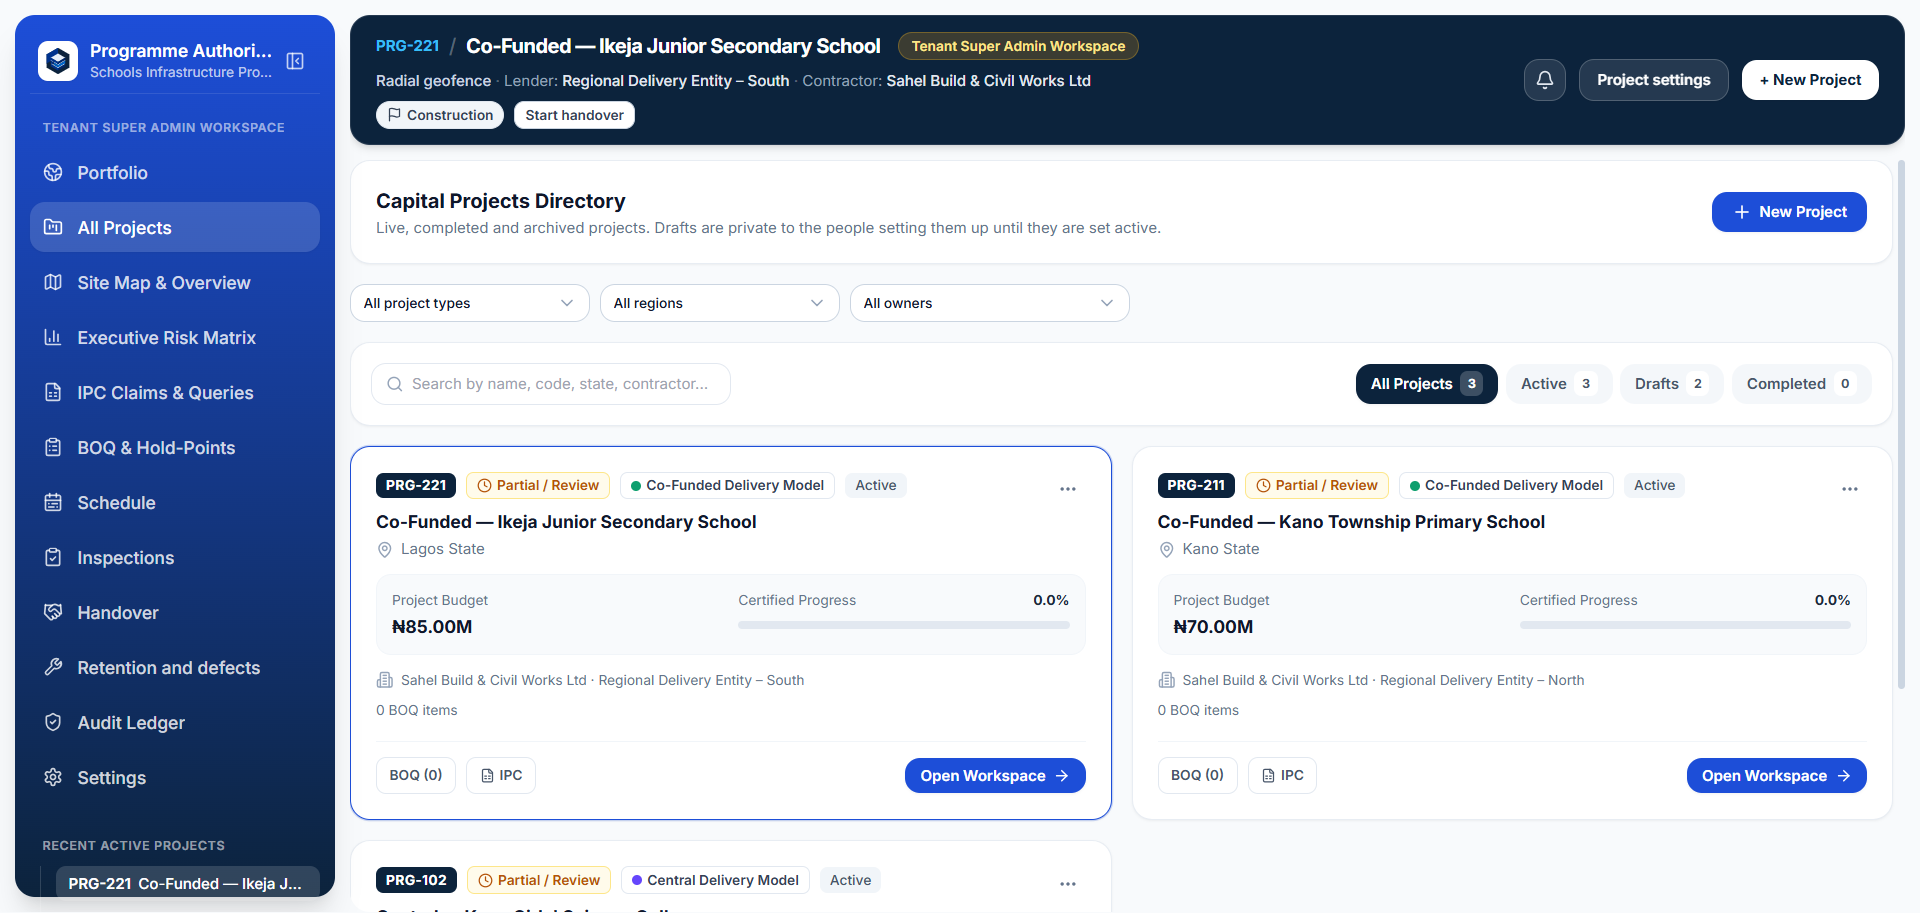 Programme Authori...
Schools Infrastructure Pro...
TENANT SUPER ADMIN WORKSPACE
Portfolio
All Projects
Site Map & Overview
Executive Risk Matrix
IPC Claims & Queries
BOQ & Hold-Points
Schedule
Inspections
Handover
Retention and defects
Audit Ledger
Settings
RECENT ACTIVE PROJECTS
PRG-221 Co-Funded — Ikeja J...
PRG-221 / Co-Funded — Ikeja Junior Secondary School Tenant Super Admin Workspace
Radial geofence · Lender: Regional Delivery Entity – South · Contractor: Sahel Build & Civil Works Ltd
Construction Start handover
Project settings
+ New Project
Capital Projects Directory
Live, completed and archived projects. Drafts are private to the people setting them up until they are set active.
New Project
All project types
All regions
All owners
Search by name, code, state, contractor...
All Projects 3
Active 3
Drafts 2
Completed 0
PRG-221 Partial / Review Co-Funded Delivery Model Active
Co-Funded — Ikeja Junior Secondary School
Lagos State
Project Budget
₦85.00M
Certified Progress 0.0%
Sahel Build & Civil Works Ltd · Regional Delivery Entity – South
0 BOQ items
BOQ (0) IPC Open Workspace
PRG-211 Partial / Review Co-Funded Delivery Model Active
Co-Funded — Kano Township Primary School
Kano State
Project Budget
₦70.00M
Certified Progress 0.0%
Sahel Build & Civil Works Ltd · Regional Delivery Entity – North
0 BOQ items
BOQ (0) IPC Open Workspace
PRG-102 Partial / Review Central Delivery Model Active